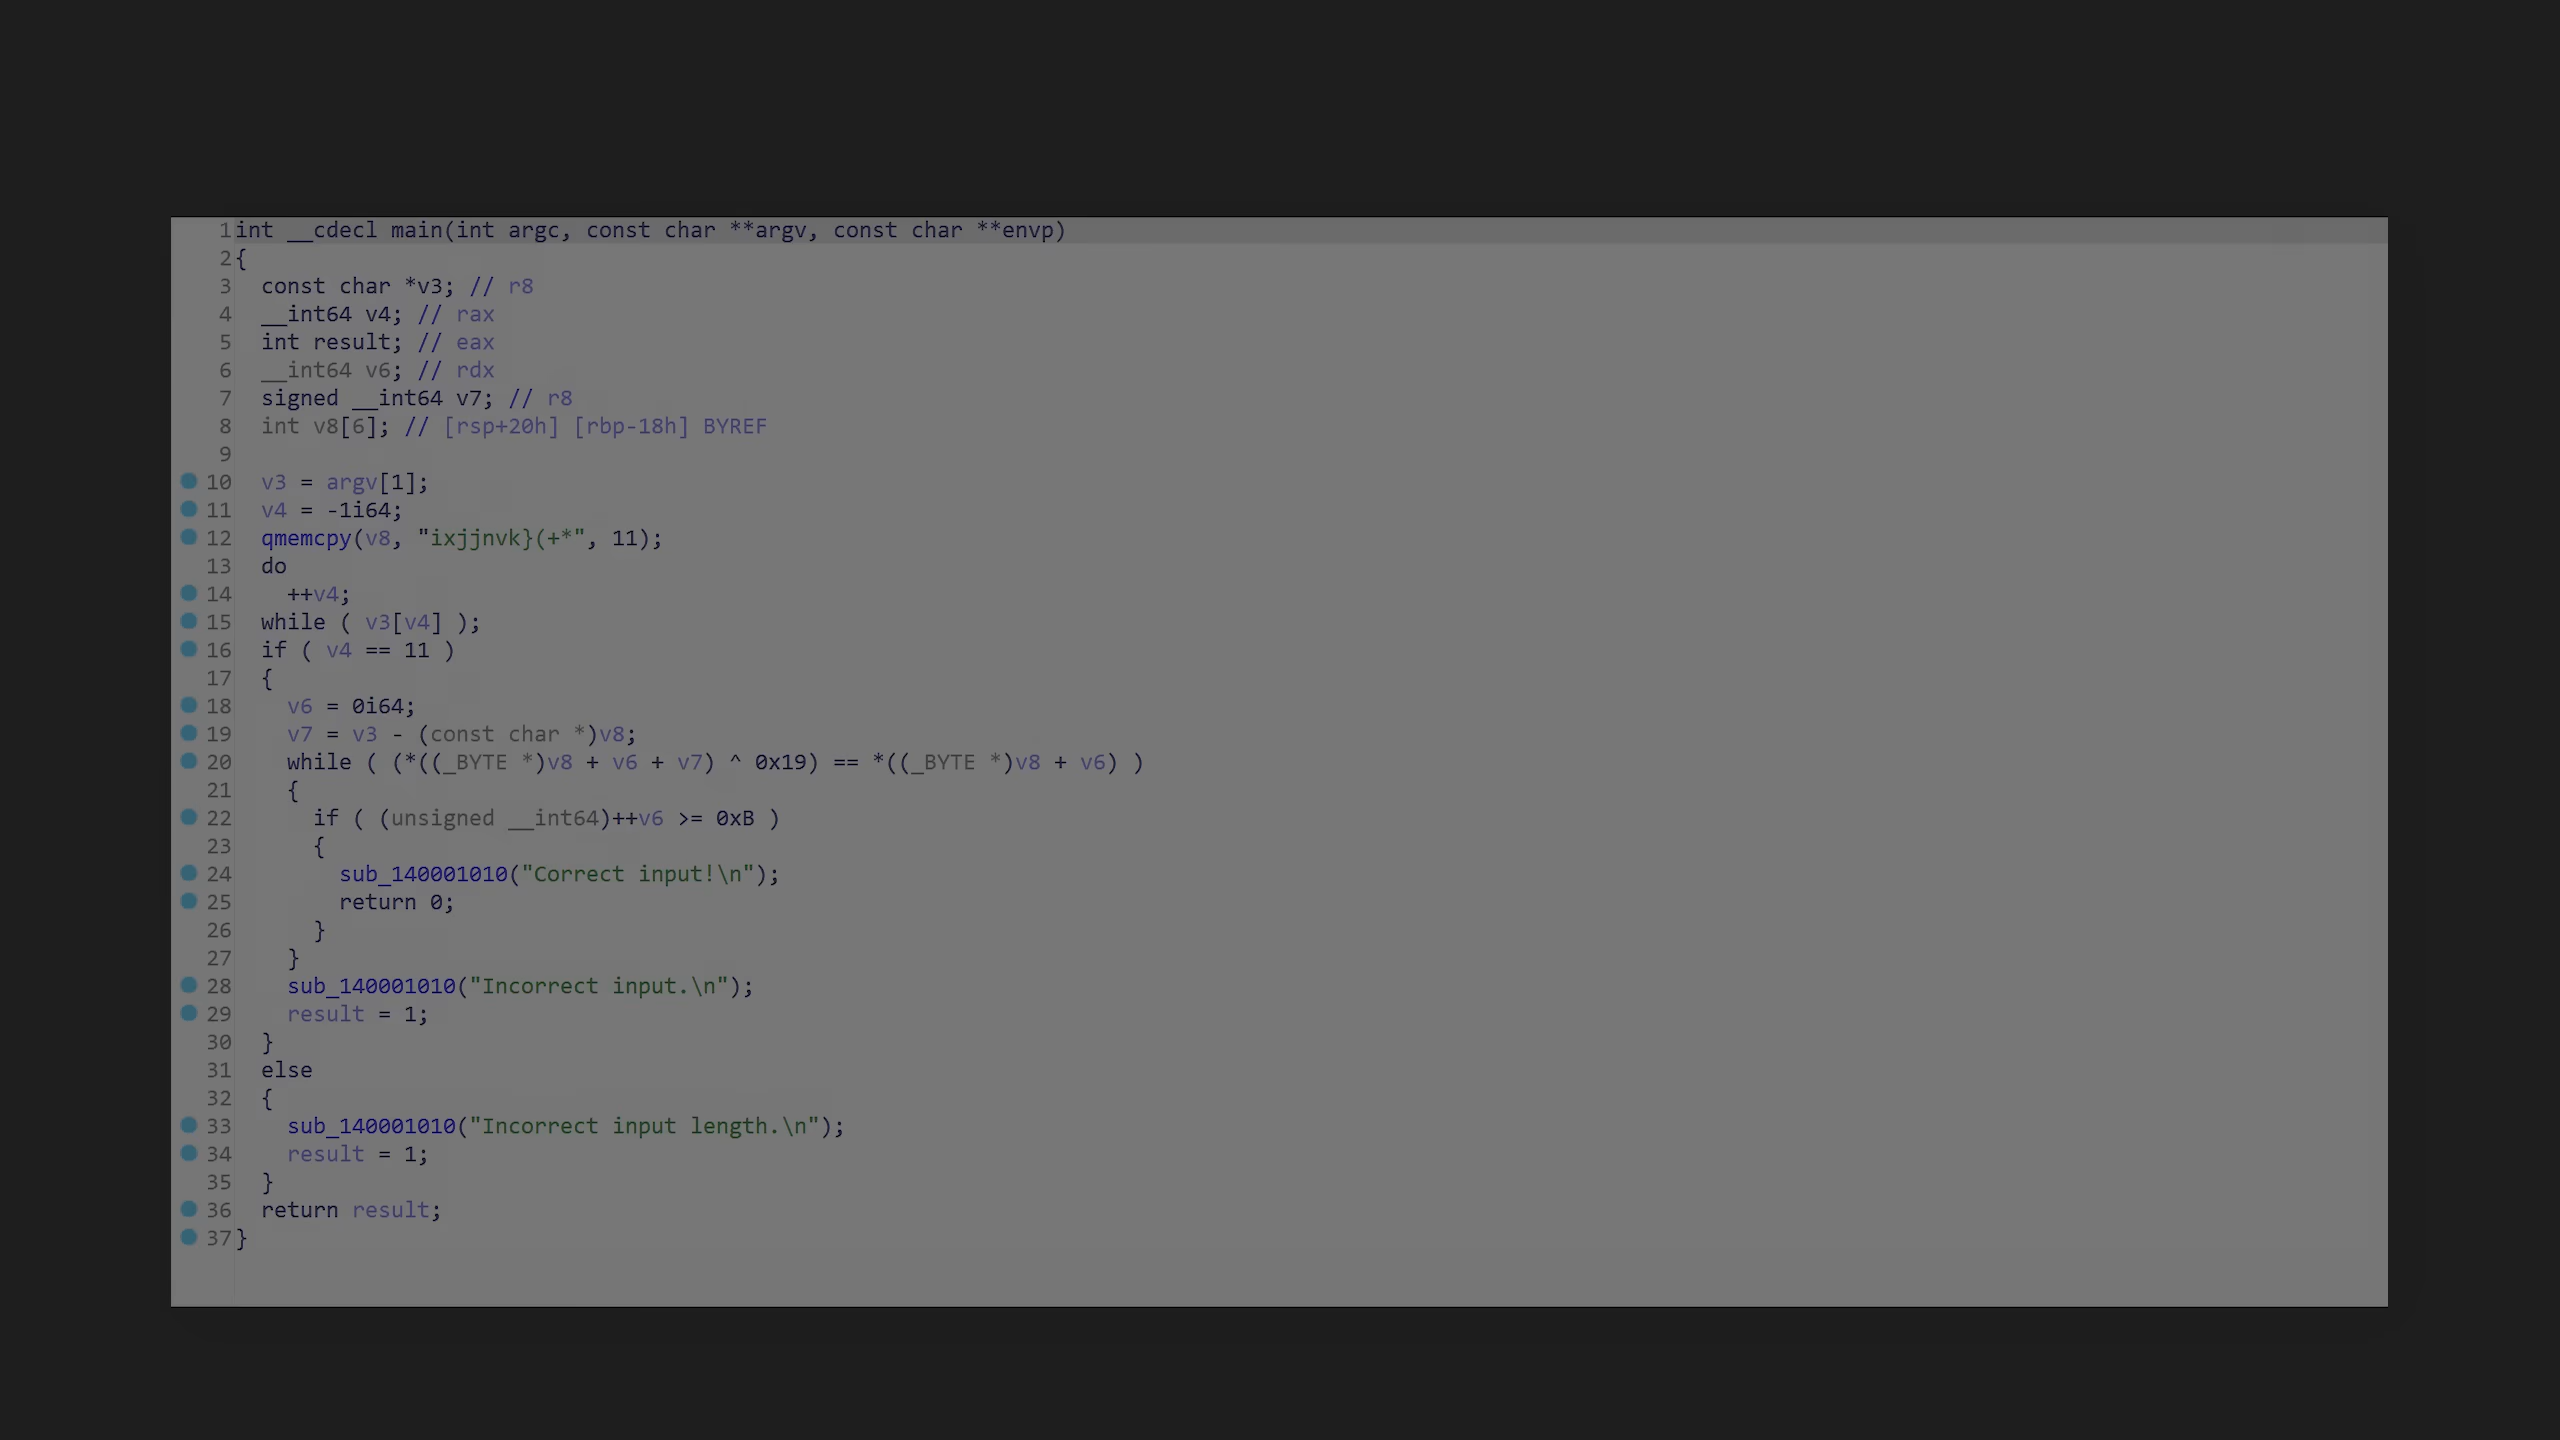 1 int __cdecl main(int argc, const char **argv, const char **envp)
2 {
3   const char *v3; // r8
4   __int64 v4; // rax
5   int result; // eax
6   __int64 v6; // rdx
7   signed __int64 v7; // r8
8   int v8[6]; // [rsp+20h] [rbp-18h] BYREF
9
10   v3 = argv[1];
11   v4 = -1i64;
12   qmemcpy(v8, "ixjjnvk}(+*", 11);
13   do
14     ++v4;
15   while ( v3[v4] );
16   if ( v4 == 11 )
17   {
18     v6 = 0i64;
19     v7 = v3 - (const char *)v8;
20     while ( (*((_BYTE *)v8 + v6 + v7) ^ 0x19) == *((_BYTE *)v8 + v6) )
21     {
22       if ( (unsigned __int64)++v6 >= 0xB )
23       {
24         sub_140001010("Correct input!\n");
25         return 0;
26       }
27     }
28     sub_140001010("Incorrect input.\n");
29     result = 1;
30   }
31   else
32   {
33     sub_140001010("Incorrect input length.\n");
34     result = 1;
35   }
36   return result;
37 }